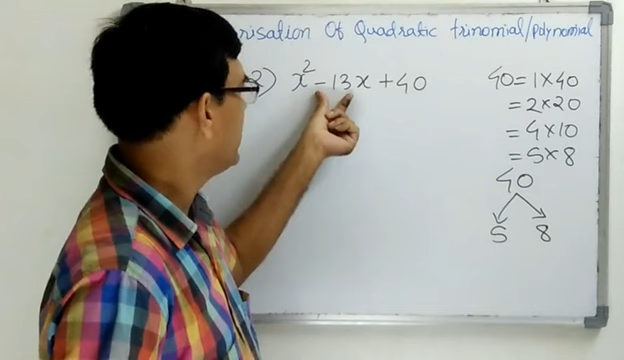 risation Of Quadratic trinomial/polynomial
2) x² - 13x + 40
40 = 1×40
= 2×20
= 4×10
= 5×8
40
5 8